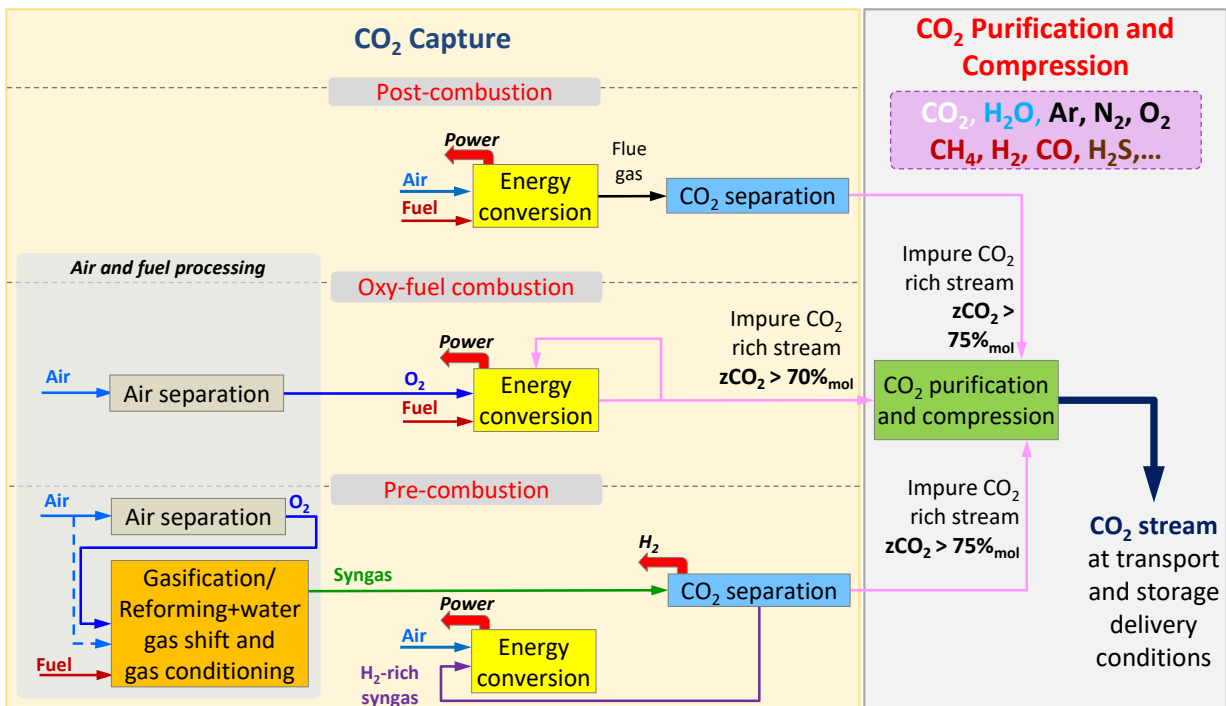 CO₂ Capture
CO₂ Purification and
Compression
CO₂, H₂O, Ar, N₂, O₂
CH₄, H₂, CO, H₂S,...
Post-combustion
Power
Air
Fuel
Energy
conversion
Flue
gas
CO₂ separation
Impure CO₂
rich stream
zCO₂ >
75%mol
Air and fuel processing
Oxy-fuel combustion
Air
Air separation
O₂
Fuel
Power
Energy
conversion
Impure CO₂
rich stream
zCO₂ > 70%mol
CO₂ purification
and compression
Pre-combustion
Air
Air separation
O₂
Fuel
Gasification/
Reforming+water
gas shift and
gas conditioning
Syngas
H₂
CO₂ separation
Power
Air
H₂-rich
syngas
Energy
conversion
Impure CO₂
rich stream
zCO₂ > 75%mol
CO₂ stream
at transport
and storage
delivery
conditions